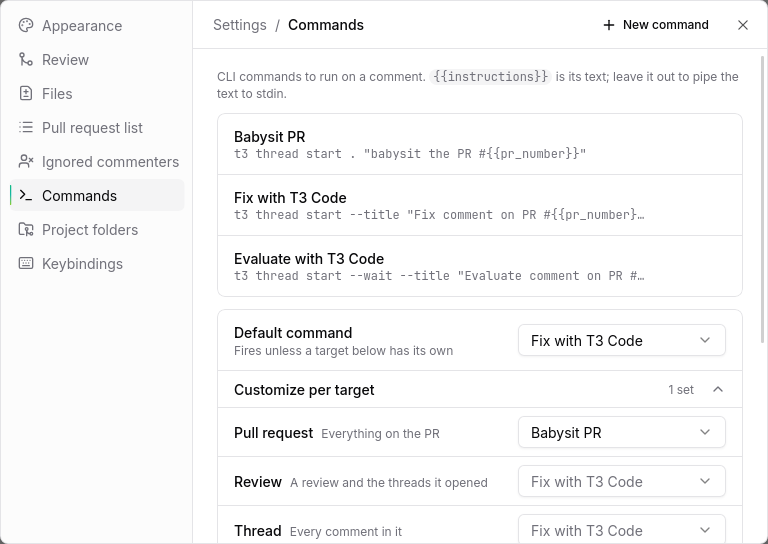 Appearance
Review
Files
Pull request list
Ignored commenters
Commands
Project folders
Keybindings
Settings / Commands
New command
CLI commands to run on a comment. {{instructions}} is its text; leave it out to pipe the
text to stdin.
Babysit PR
t3 thread start . "babysit the PR #{{pr_number}}"
Fix with T3 Code
t3 thread start --title "Fix comment on PR #{{pr_number}…
Evaluate with T3 Code
t3 thread start --wait --title "Evaluate comment on PR #…
Default command
Fires unless a target below has its own
Fix with T3 Code
Customize per target
1 set
Pull request Everything on the PR
Babysit PR
Review A review and the threads it opened
Fix with T3 Code
Thread Every comment in it
Fix with T3 Code